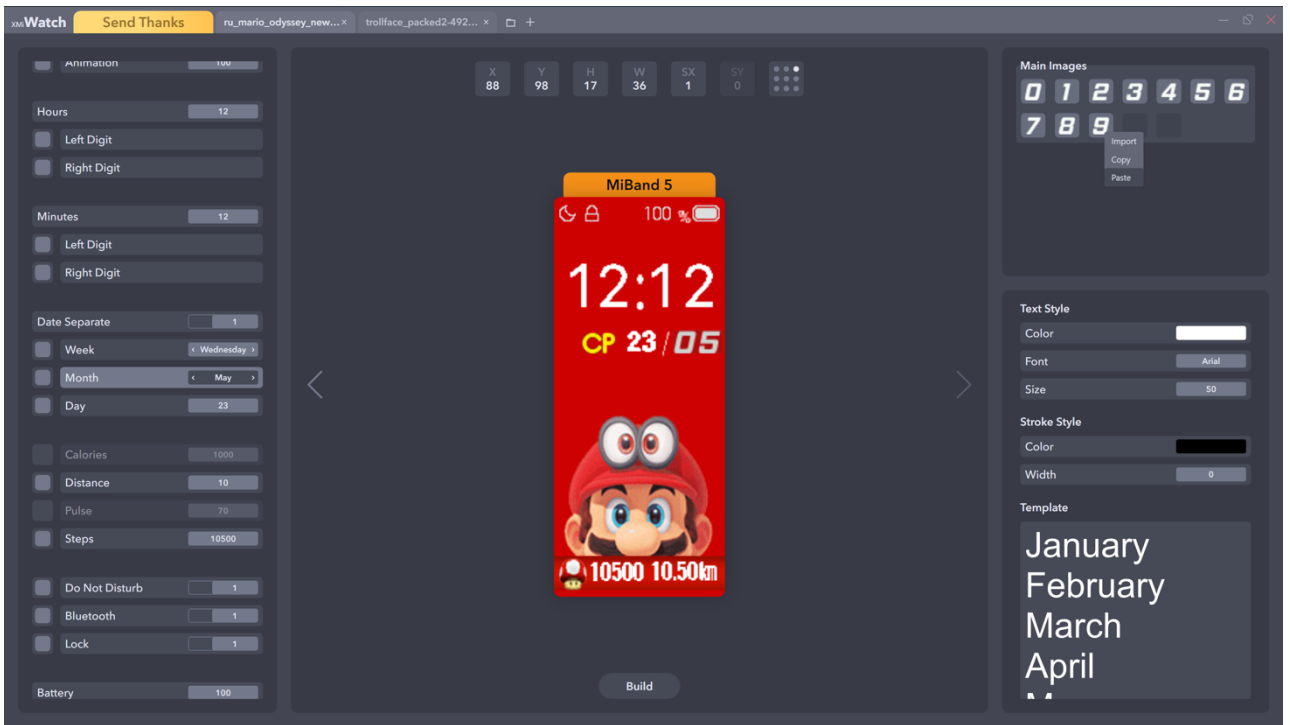 xmiWatch
Send Thanks
ru_mario_odyssey_new...×
trollface_packed2-492... ×
+
Animation 100
Hours 12
Left Digit
Right Digit
Minutes 12
Left Digit
Right Digit
Date Separate 1
Week ‹ Wednesday ›
Month ‹ May ›
Day 23
Calories 1000
Distance 10
Pulse 70
Steps 10500
Do Not Disturb 1
Bluetooth 1
Lock 1
Battery 100
X Y H W SX SY
88 98 17 36 1 0
MiBand 5
100 %
12:12
CP 23/05
10500 10.50km
Build
Main Images
0 1 2 3 4 5 6
7 8 9
Import
Copy
Paste
Text Style
Color
Font Arial
Size 50
Stroke Style
Color
Width 0
Template
January
February
March
April